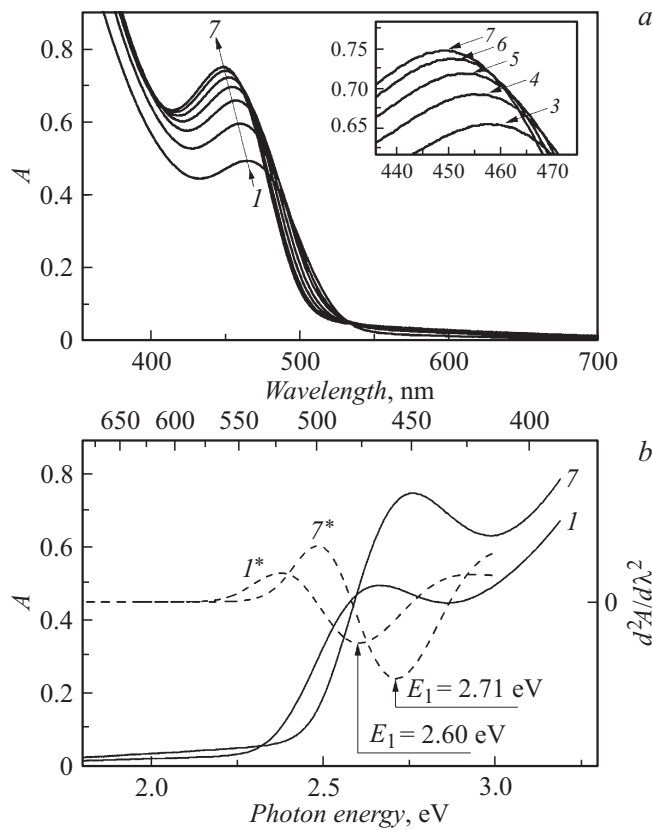 a
A
0.8
0.6
0.4
0.2
0
7
1
0.75
0.70
0.65
7
6
5
4
3
440 450 460 470
400 500 600 700
Wavelength, nm
650 600 550 500 450 400
b
A
0.8
0.6
0.4
0.2
0
7
1
1*
7*
0
d²A/dλ²
E₁ = 2.71 eV
E₁ = 2.60 eV
2.0 2.5 3.0
Photon energy, eV